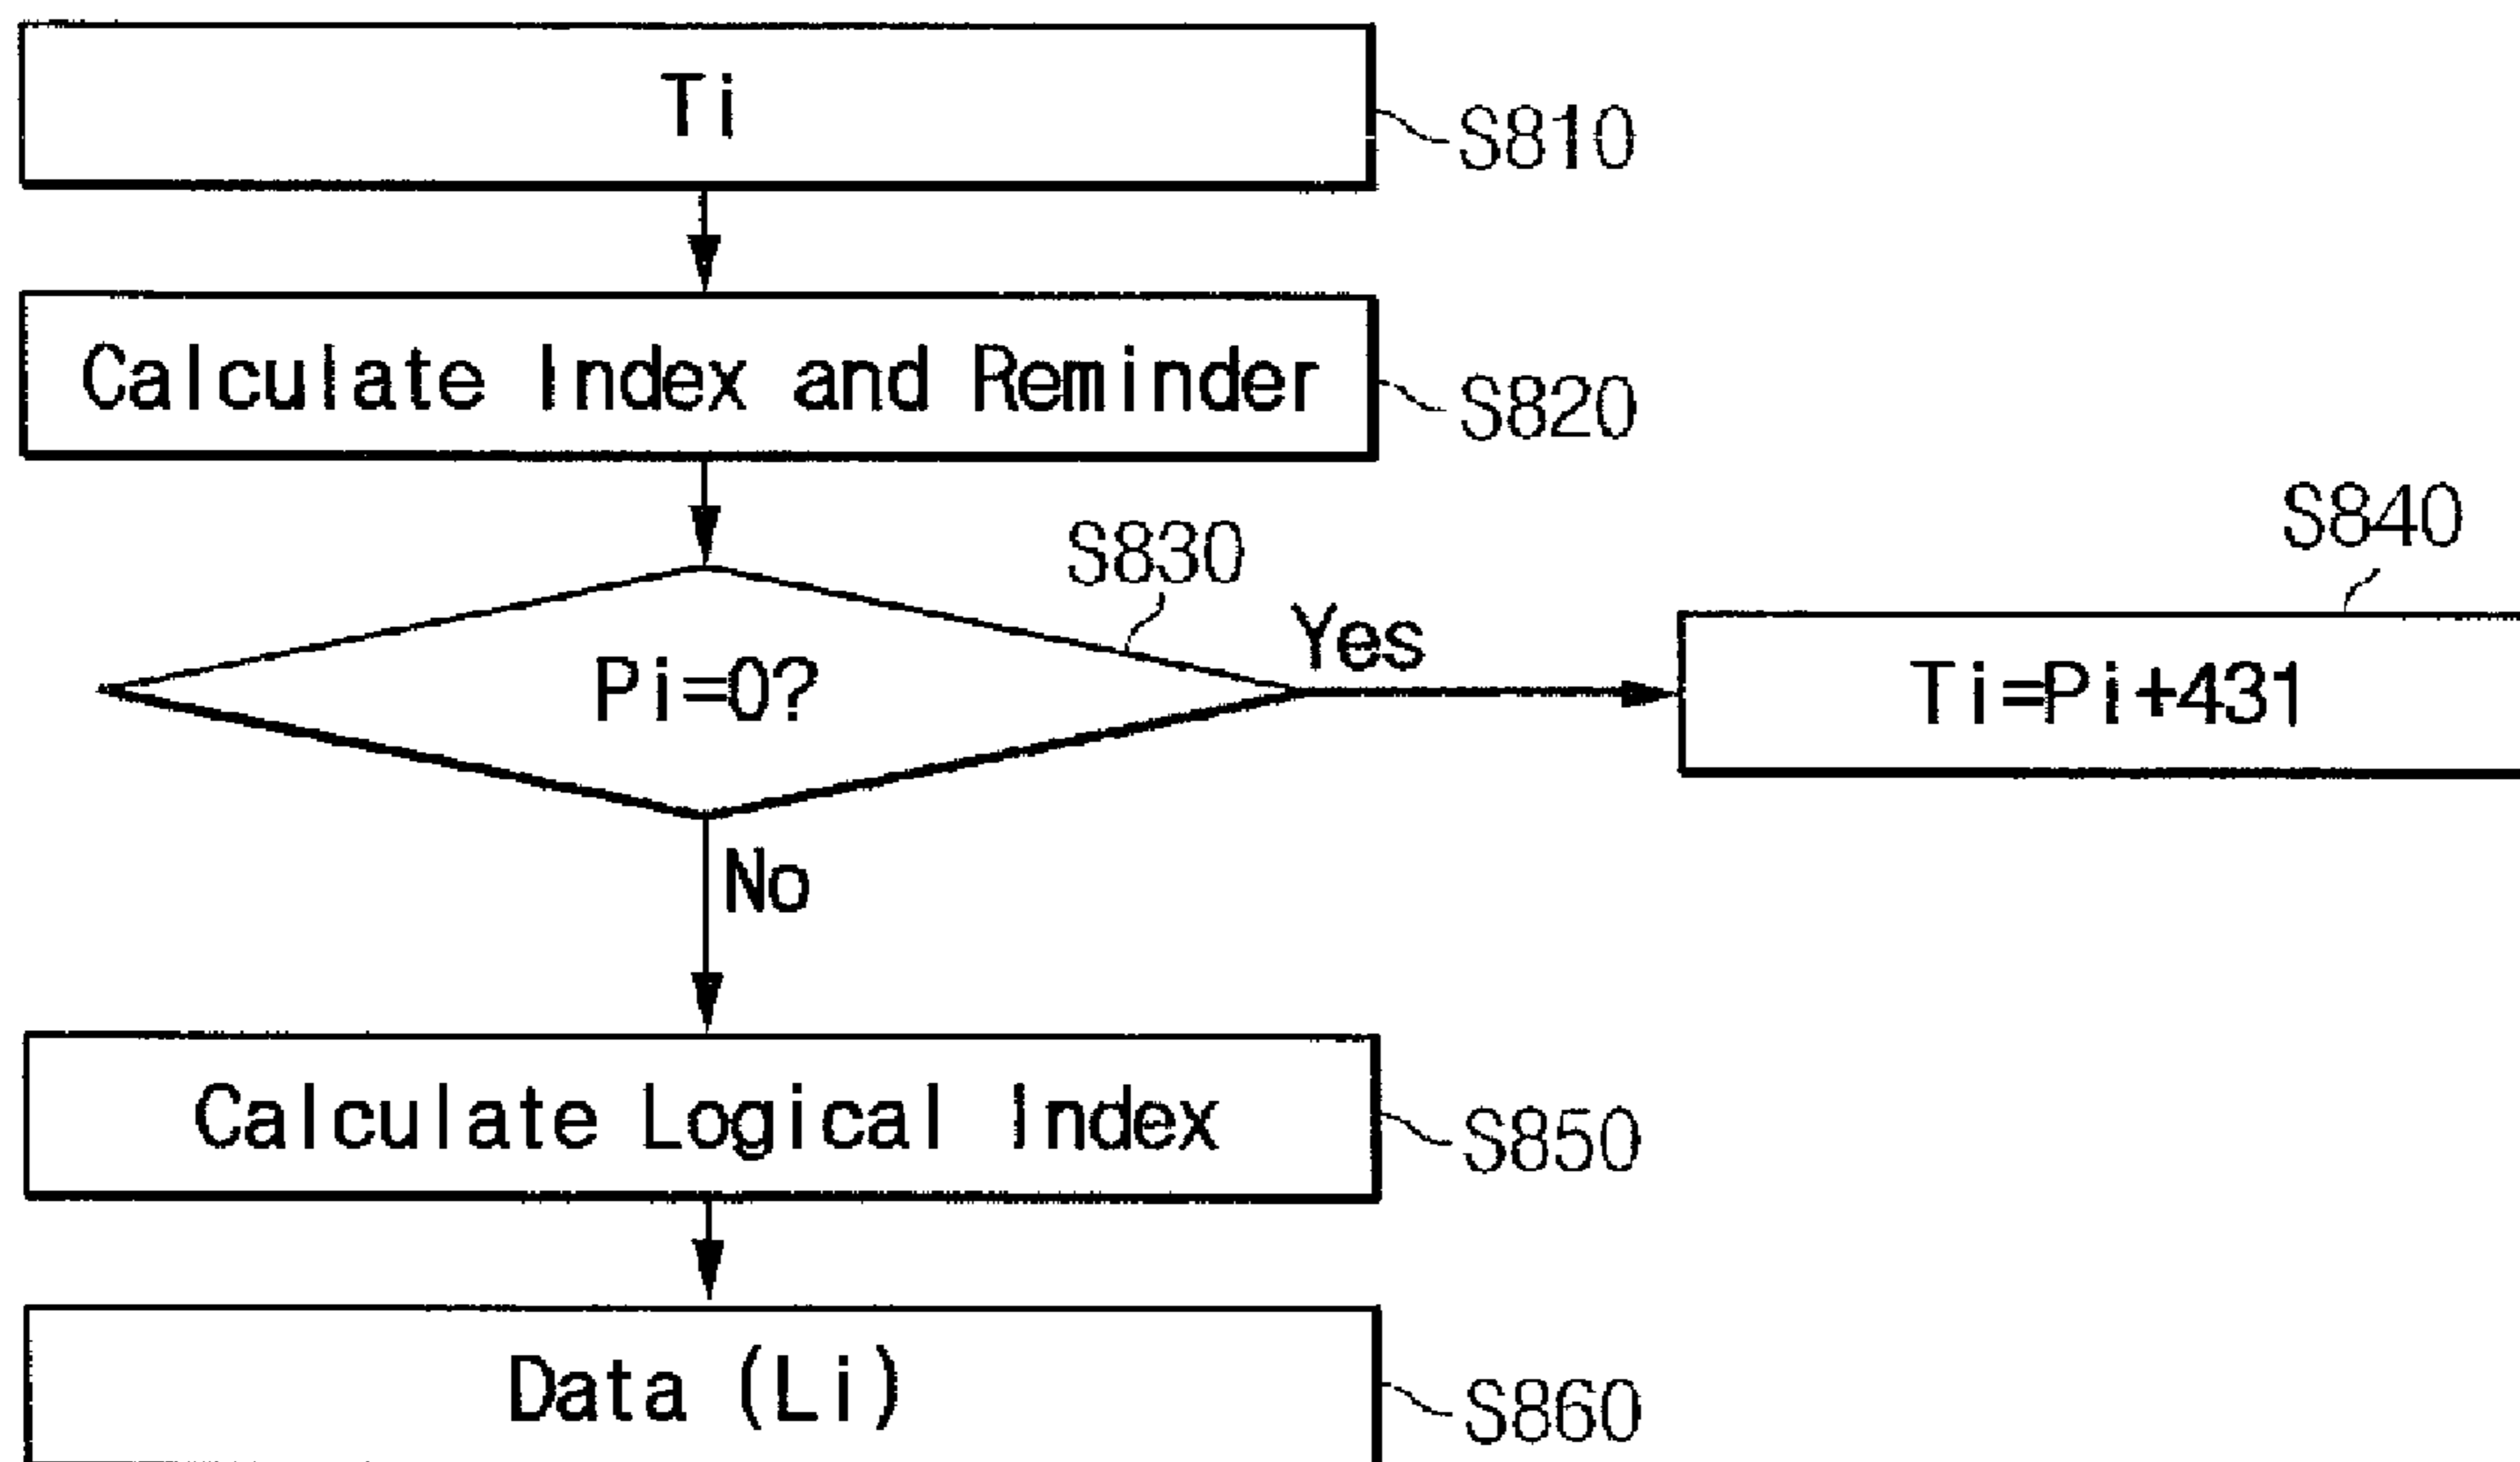 Ti
S810
Calculate Index and Reminder
S820
S830
S840
Pi=0?
Yes
Ti=Pi+431
No
Calculate Logical Index
S850
Data (Li)
S860